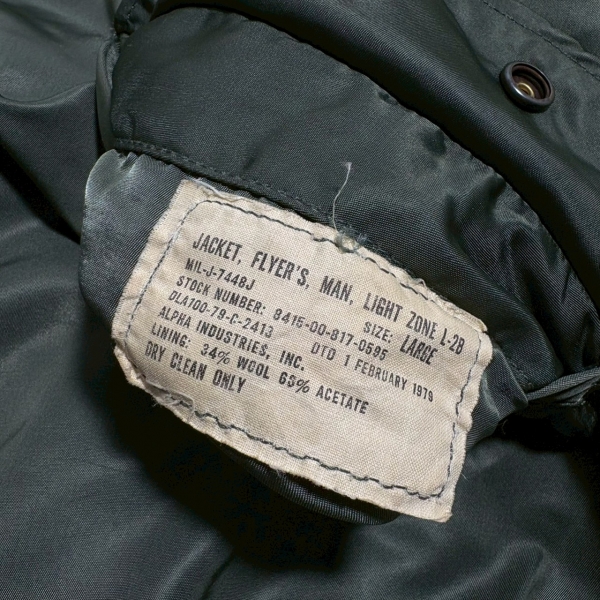 JACKET, FLYER'S, MAN, LIGHT ZONE L-2B
MIL-J-7448J SIZE: LARGE
STOCK NUMBER: 8415-00-817-0595
DLA100-79-C-2413 DTD 1 FEBRUARY 1979
ALPHA INDUSTRIES, INC.
LINING: 34% WOOL 65% ACETATE
DRY CLEAN ONLY